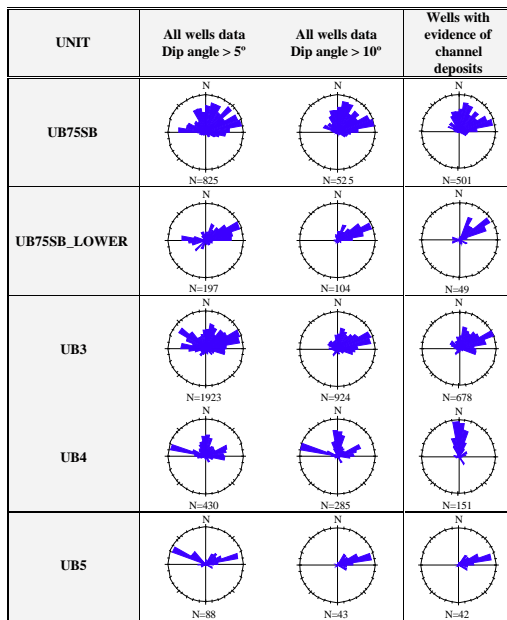 UNIT
All wells data
Dip angle > 5º
All wells data
Dip angle > 10º
Wells with
evidence of
channel
deposits
UB75SB
N
N=825
N
N=525
N
N=501
UB75SB_LOWER
N
N=197
N
N=104
N
N=49
UB3
N
N=1923
N
N=924
N
N=678
UB4
N
N=430
N
N=285
N
N=151
UB5
N
N=88
N
N=43
N
N=42